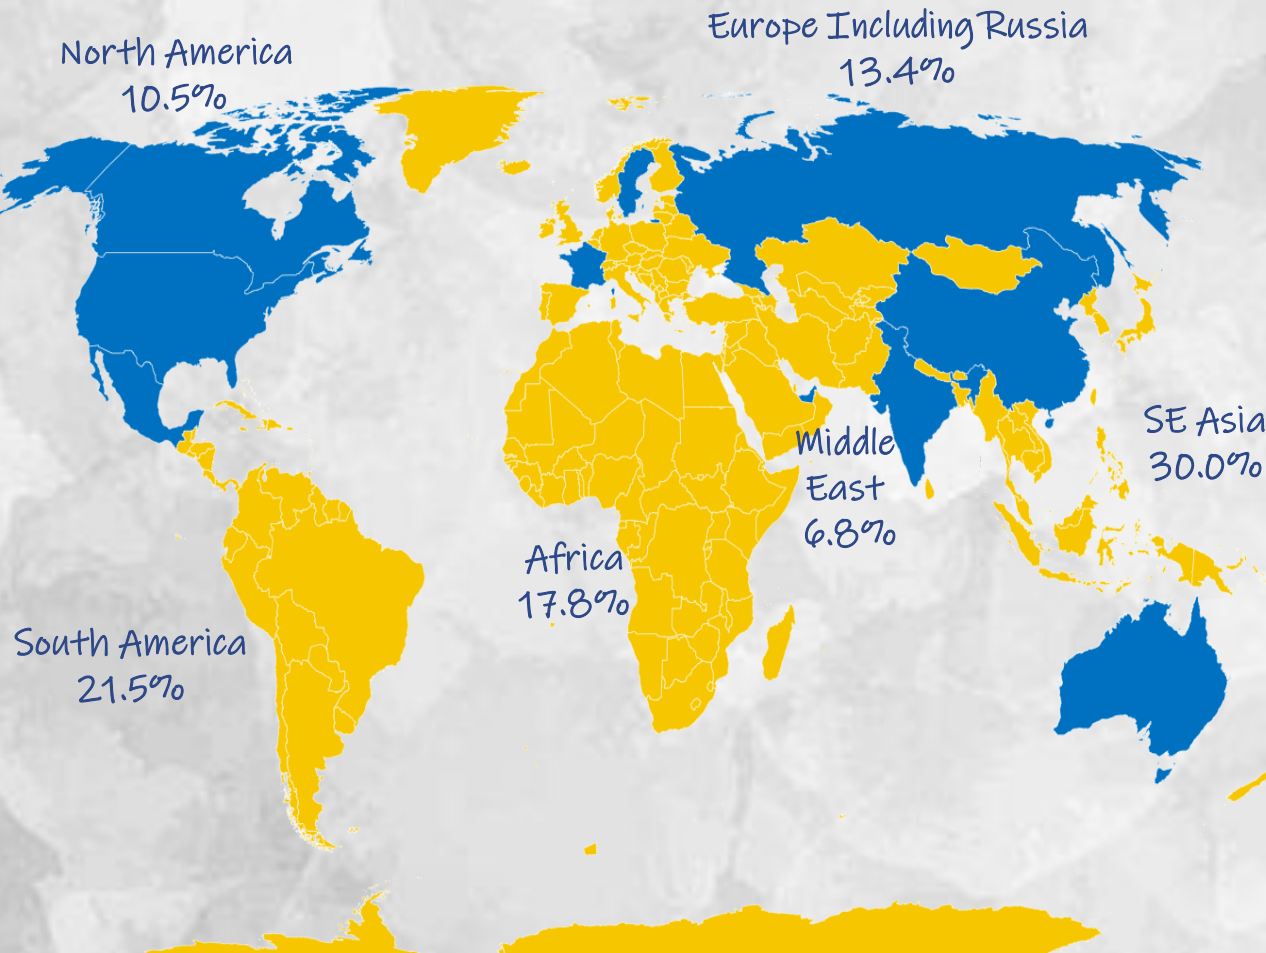 North America
10.5%
Europe Including Russia
13.4%
SE Asia
30.0%
Middle
East
6.8%
Africa
17.8%
South America
21.5%